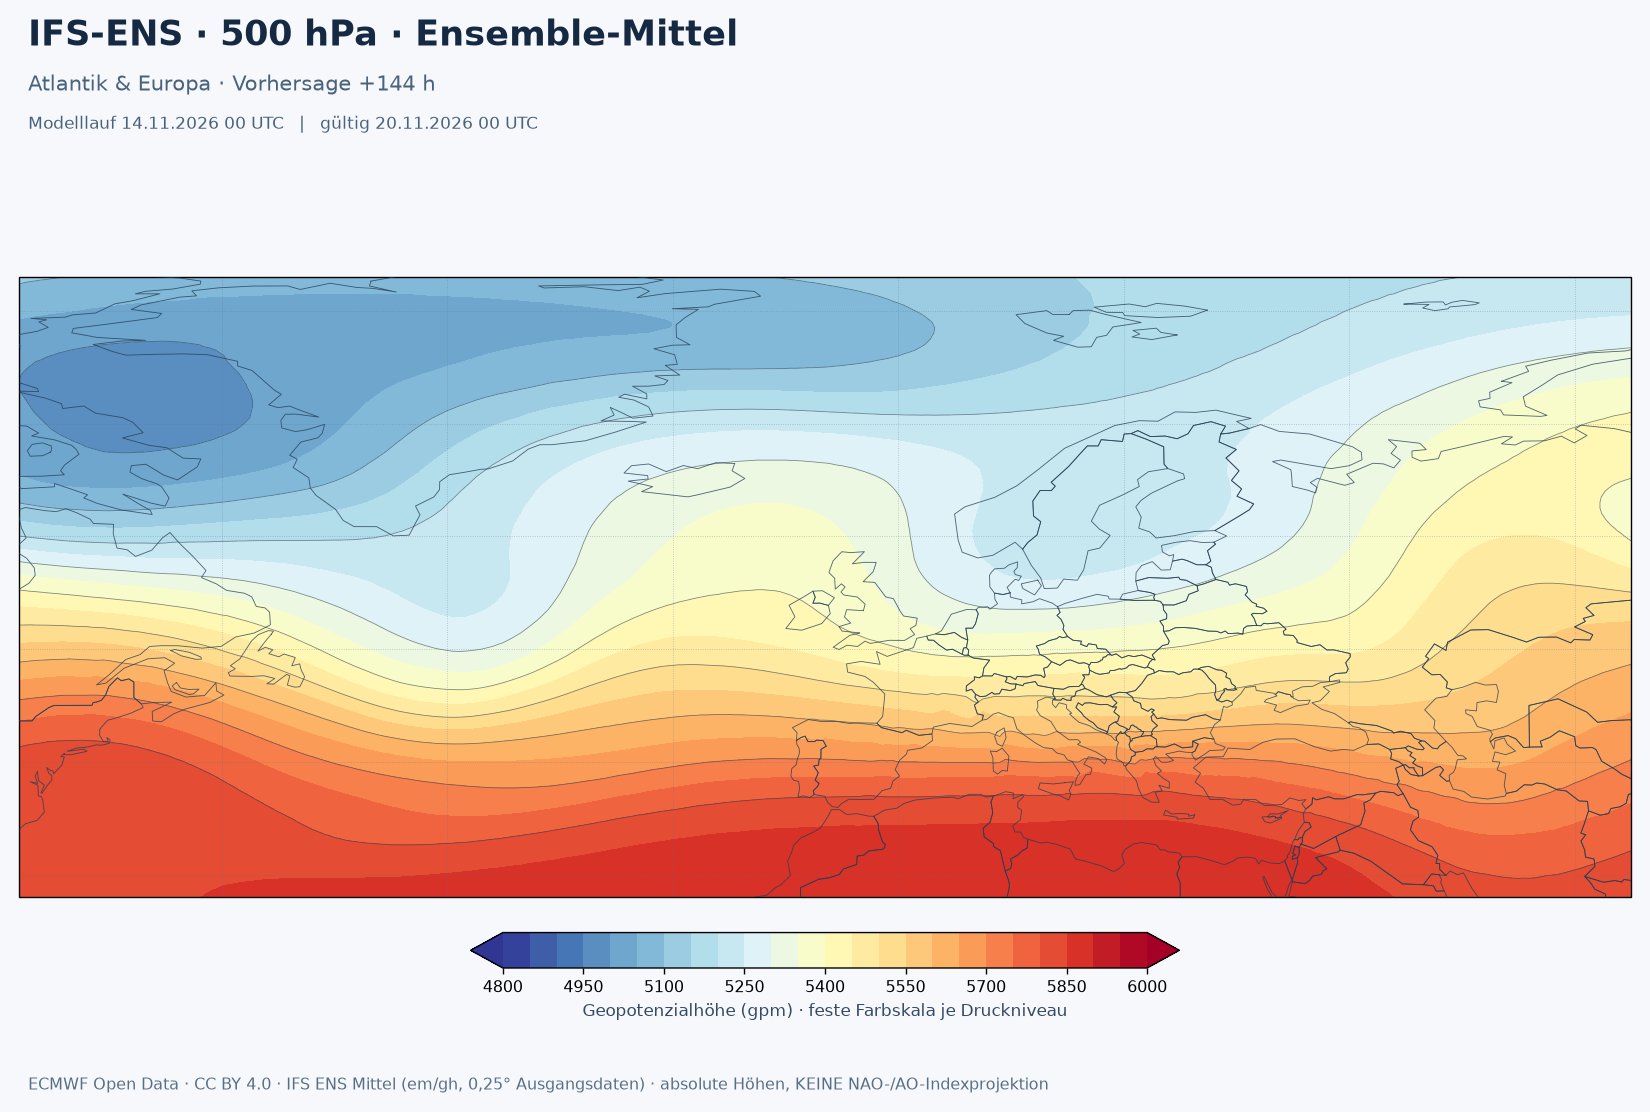 IFS-ENS · 500 hPa · Ensemble-Mittel
Atlantik & Europa · Vorhersage +144 h
Modelllauf 14.11.2026 00 UTC | gültig 20.11.2026 00 UTC
4800 4950 5100 5250 5400 5550 5700 5850 6000
Geopotenzialhöhe (gpm) · feste Farbskala je Druckniveau
ECMWF Open Data · CC BY 4.0 · IFS ENS Mittel (em/gh, 0,25° Ausgangsdaten) · absolute Höhen, KEINE NAO-/AO-Indexprojektion